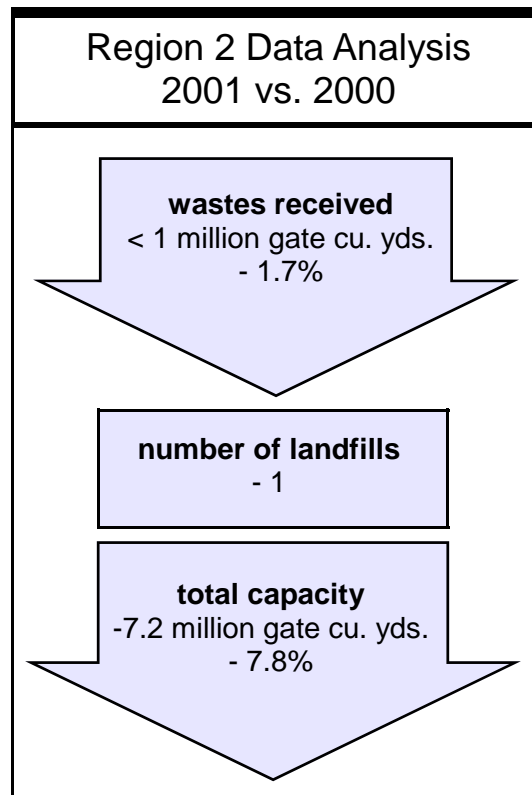 Region 2 Data Analysis
2001 vs. 2000
wastes received
< 1 million gate cu. yds.
- 1.7%
number of landfills
- 1
total capacity
-7.2 million gate cu. yds.
- 7.8%